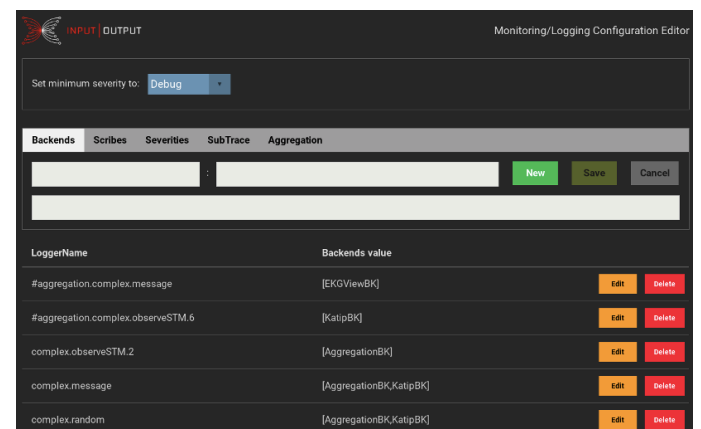 INPUT OUTPUT Monitoring/Logging Configuration Editor
Set minimum severity to: Debug
Backends Scribes Severities SubTrace Aggregation
: New Save Cancel
LoggerName Backends value
#aggregation.complex.message [EKGViewBK] Edit Delete
#aggregation.complex.observeSTM.6 [KatipBK] Edit Delete
complex.observeSTM.2 [AggregationBK] Edit Delete
complex.message [AggregationBK,KatipBK] Edit Delete
complex.random [AggregationBK,KatipBK] Edit Delete